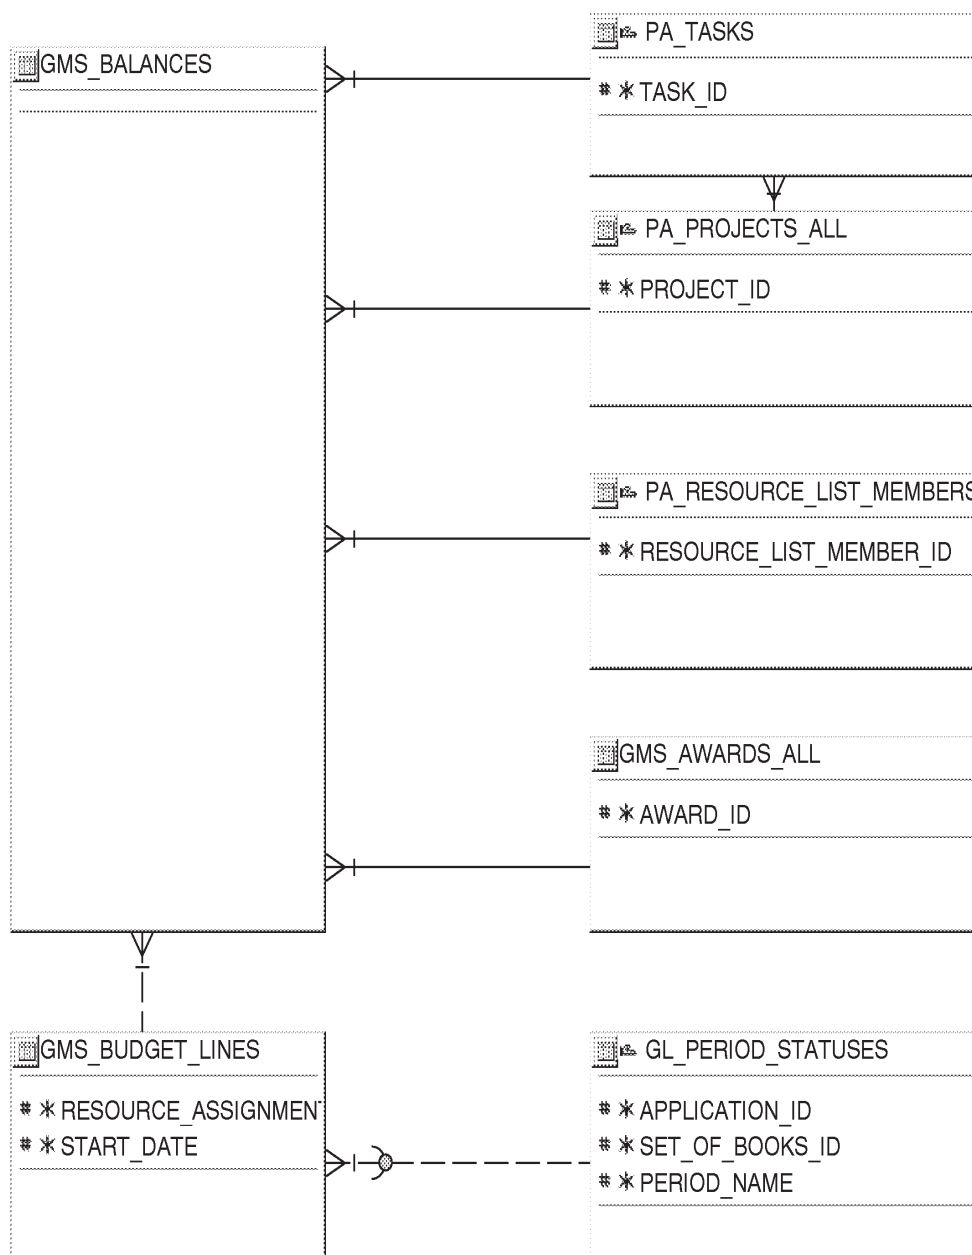 GMS_BALANCES
PA_TASKS
# * TASK_ID
PA_PROJECTS_ALL
# * PROJECT_ID
PA_RESOURCE_LIST_MEMBERS
# * RESOURCE_LIST_MEMBER_ID
GMS_AWARDS_ALL
# * AWARD_ID
GMS_BUDGET_LINES
# * RESOURCE_ASSIGNMENT
# * START_DATE
GL_PERIOD_STATUSES
# * APPLICATION_ID
# * SET_OF_BOOKS_ID
# * PERIOD_NAME